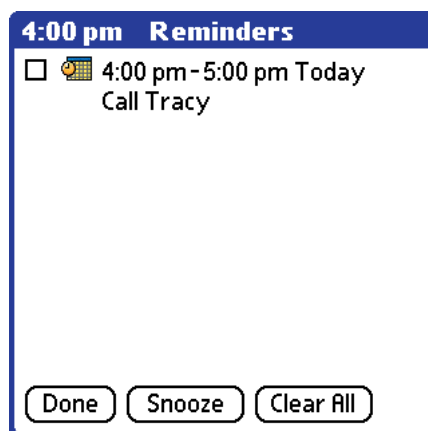 4:00 pm Reminders
4:00 pm-5:00 pm Today
Call Tracy
Done Snooze Clear All